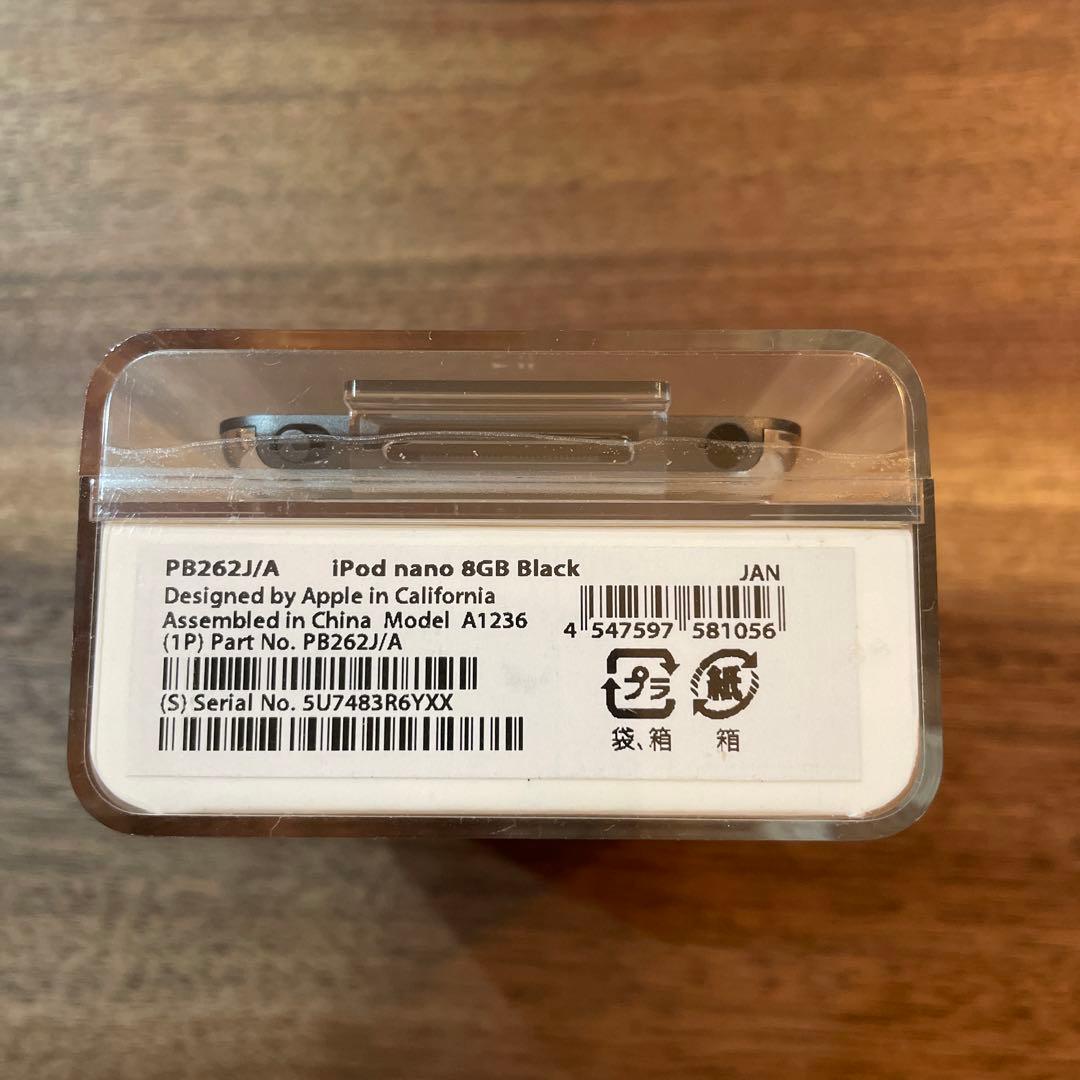 PB262J/A iPod nano 8GB Black
Designed by Apple in California
Assembled in China Model A1236
(1P) Part No. PB262J/A
(S) Serial No. 5U7483R6YXX
JAN
4 547597 581056
プラ 紙
袋、箱 箱